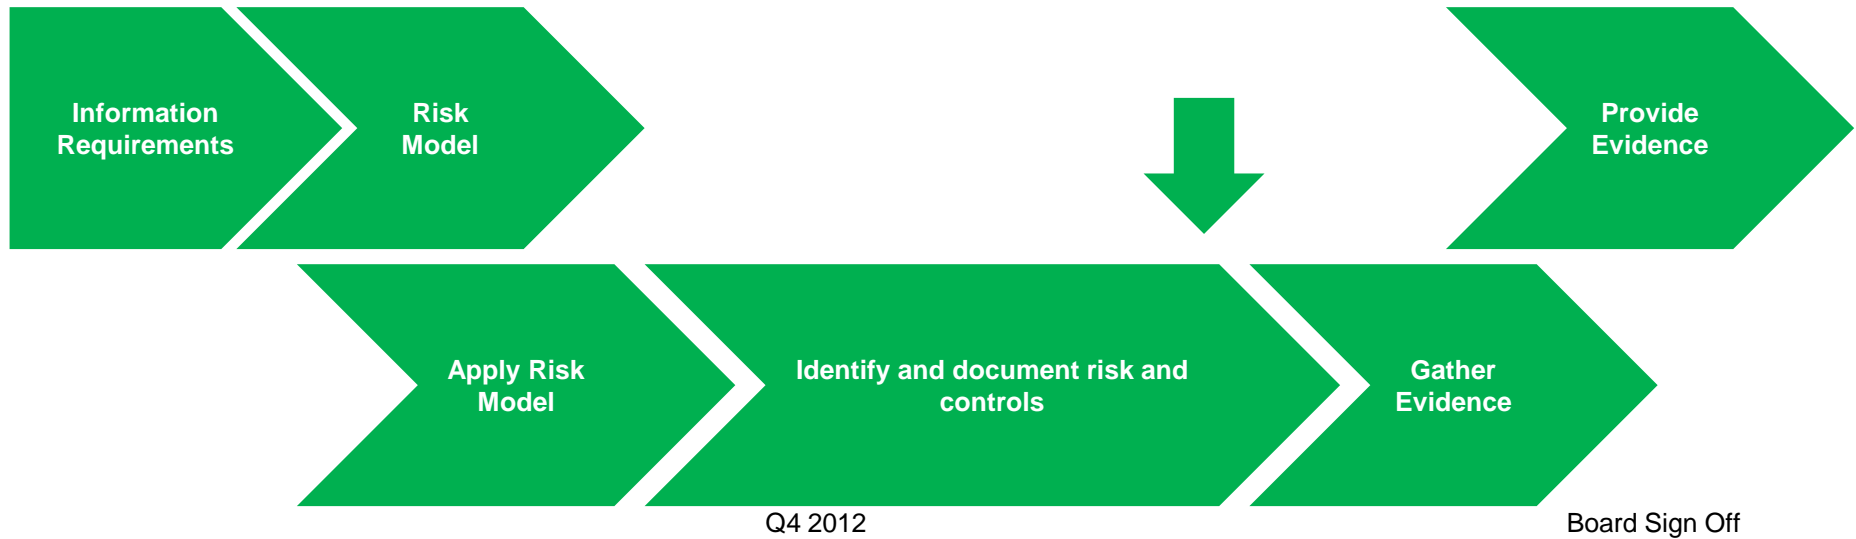 Information
Requirements
Risk
Model
Provide
Evidence
Apply Risk
Model
Identify and document risk and
controls
Gather
Evidence
Q4 2012
Board Sign Off